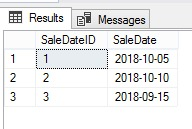 Results Messages
SaleDateID SaleDate
1 1 2018-10-05
2 2 2018-10-10
3 3 2018-09-15